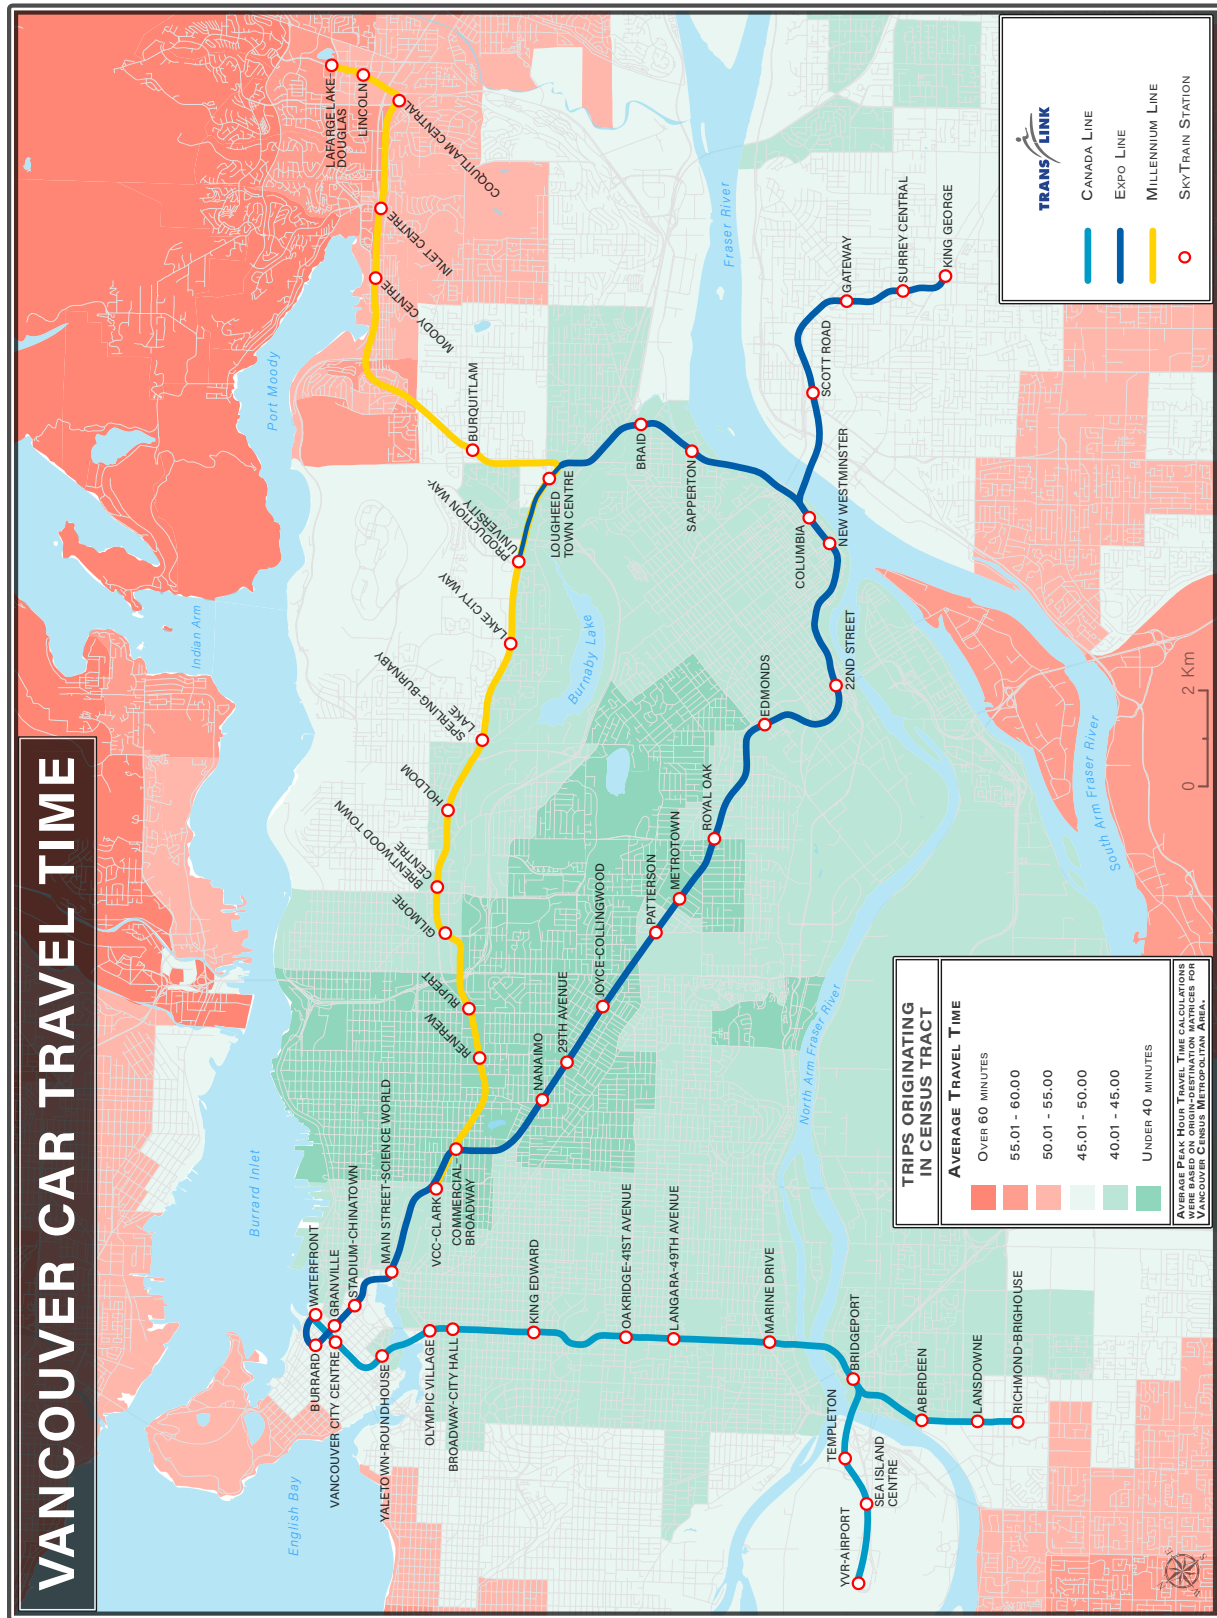 VANCOUVER CAR TRAVEL TIME
LAFARGE LAKE-
DOUGLAS
LINCOLN
COQUITLAM CENTRAL
INLET CENTRE
MOODY CENTRE
BURQUITLAM
LOUGHEED
TOWN CENTRE
PRODUCTION WAY-
UNIVERSITY
LAKE CITY WAY
SPERLING-BURNABY
LAKE
HOLDOM
BRENTWOOD TOWN
CENTRE
GILMORE
RUPERT
RENFREW
COMMERCIAL-
BROADWAY
VCC-CLARK
MAIN STREET-SCIENCE WORLD
STADIUM-CHINATOWN
GRANVILLE
WATERFRONT
BURRARD
VANCOUVER CITY CENTRE
YALETOWN-ROUNDHOUSE
OLYMPIC VILLAGE
BROADWAY-CITY HALL
KING EDWARD
OAKRIDGE-41ST AVENUE
LANGARA-49TH AVENUE
MARINE DRIVE
BRIDGEPORT
TEMPLETON
SEA ISLAND
CENTRE
YVR-AIRPORT
ABERDEEN
LANSDOWNE
RICHMOND-BRIGHOUSE
NANAIMO
29TH AVENUE
JOYCE-COLLINGWOOD
PATTERSON
METROTOWN
ROYAL OAK
EDMONDS
22ND STREET
NEW WESTMINSTER
COLUMBIA
SAPPERTON
BRAID
SCOTT ROAD
GATEWAY
SURREY CENTRAL
KING GEORGE
English Bay
Burrard Inlet
Indian Arm
Port Moody
Burnaby Lake
Fraser River
North Arm Fraser River
South Arm Fraser River
0 2 Km
TRANS LINK
CANADA LINE
EXPO LINE
MILLENNIUM LINE
SKYTRAIN STATION
TRIPS ORIGINATING
IN CENSUS TRACT
AVERAGE TRAVEL TIME
OVER 60 MINUTES
55.01 - 60.00
50.01 - 55.00
45.01 - 50.00
40.01 - 45.00
UNDER 40 MINUTES
AVERAGE PEAK HOUR TRAVEL TIME CALCULATIONS
WERE BASED ON ORIGIN-DESTINATION MATRICES FOR
VANCOUVER CENSUS METROPOLITAN AREA.
N
E
S
W